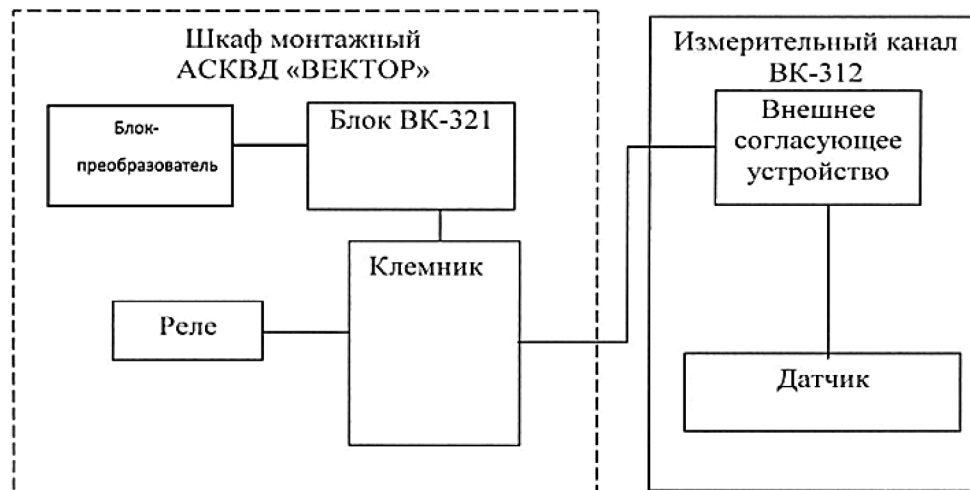 Шкаф монтажный
АСКВД «ВЕКТОР»
Блок-
преобразователь
Блок ВК-321
Клемник
Реле
Измерительный канал
ВК-312
Внешнее
согласующее
устройство
Датчик